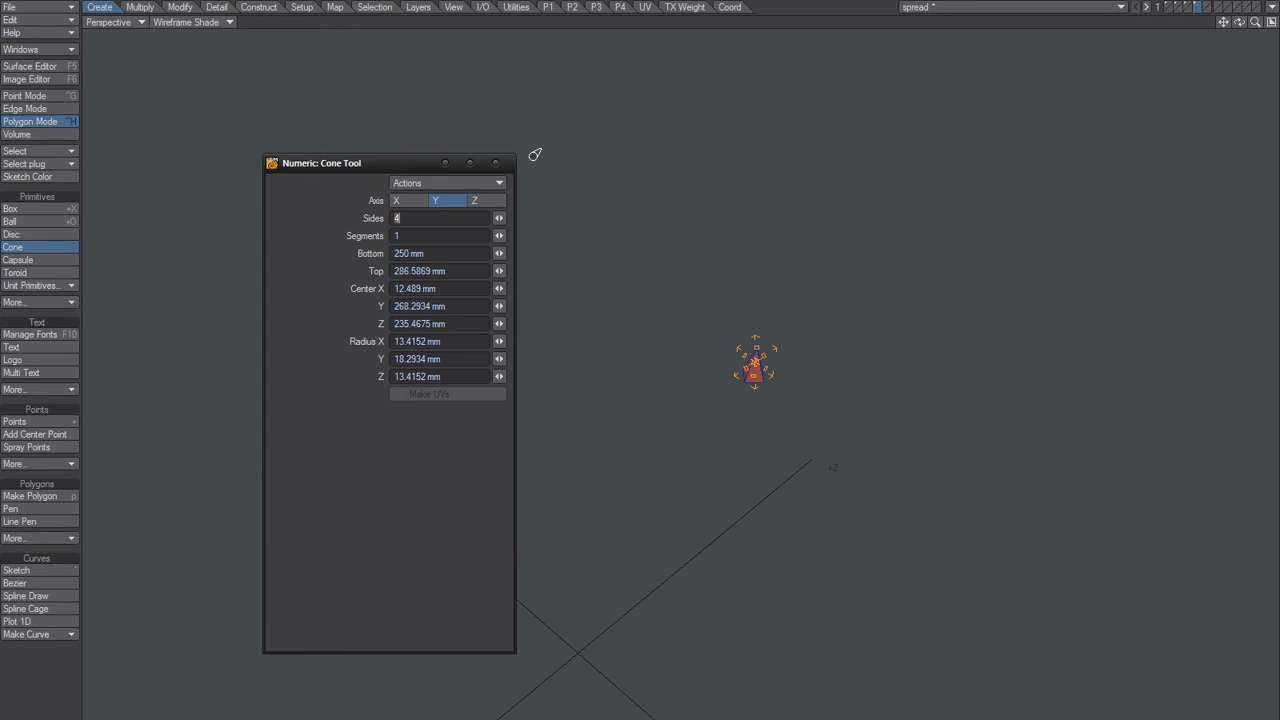 File
Create
Multiply
Modify
Detail
Construct
Setup
Map
Selection
Layers
View
I/O
Utilities
P1
P2
P3
P4
UV
TX Weight
Coord
spread *
1
Edit
Perspective
Wireframe Shade
Help
Windows
Surface Editor F5
Image Editor F6
Point Mode ^G
Edge Mode
Polygon Mode ^H
Volume
Select
Select plug
Sketch Color
Primitives
Box +X
Ball +O
Disc
Cone
Capsule
Toroid
Unit Primitives...
More...
Text
Manage Fonts F10
Text
Logo
Multi Text
More...
Points
Points +
Add Center Point
Spray Points
More...
Polygons
Make Polygon p
Pen
Line Pen
More...
Curves
Sketch `
Bezier
Spline Draw
Spline Cage
Plot 1D
Make Curve
Numeric: Cone Tool
Actions
Axis X Y Z
Sides 4
Segments 1
Bottom 250 mm
Top 286.5869 mm
Center X 12.489 mm
Y 268.2934 mm
Z 235.4675 mm
Radius X 13.4152 mm
Y 18.2934 mm
Z 13.4152 mm
Make UVs
+Z